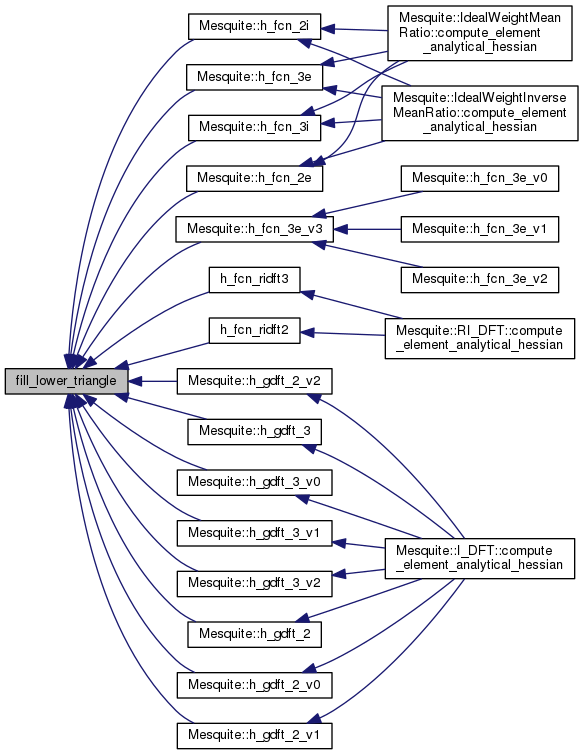 fill_lower_triangle
Mesquite::h_fcn_2i
Mesquite::h_fcn_3e
Mesquite::h_fcn_3i
Mesquite::h_fcn_2e
Mesquite::h_fcn_3e_v3
h_fcn_ridft3
h_fcn_ridft2
Mesquite::h_gdft_2_v2
Mesquite::h_gdft_3
Mesquite::h_gdft_3_v0
Mesquite::h_gdft_3_v1
Mesquite::h_gdft_3_v2
Mesquite::h_gdft_2
Mesquite::h_gdft_2_v0
Mesquite::h_gdft_2_v1
Mesquite::IdealWeightMean
Ratio::compute_element
_analytical_hessian
Mesquite::IdealWeightInverse
MeanRatio::compute_element
_analytical_hessian
Mesquite::h_fcn_3e_v0
Mesquite::h_fcn_3e_v1
Mesquite::h_fcn_3e_v2
Mesquite::RI_DFT::compute
_element_analytical_hessian
Mesquite::I_DFT::compute
_element_analytical_hessian